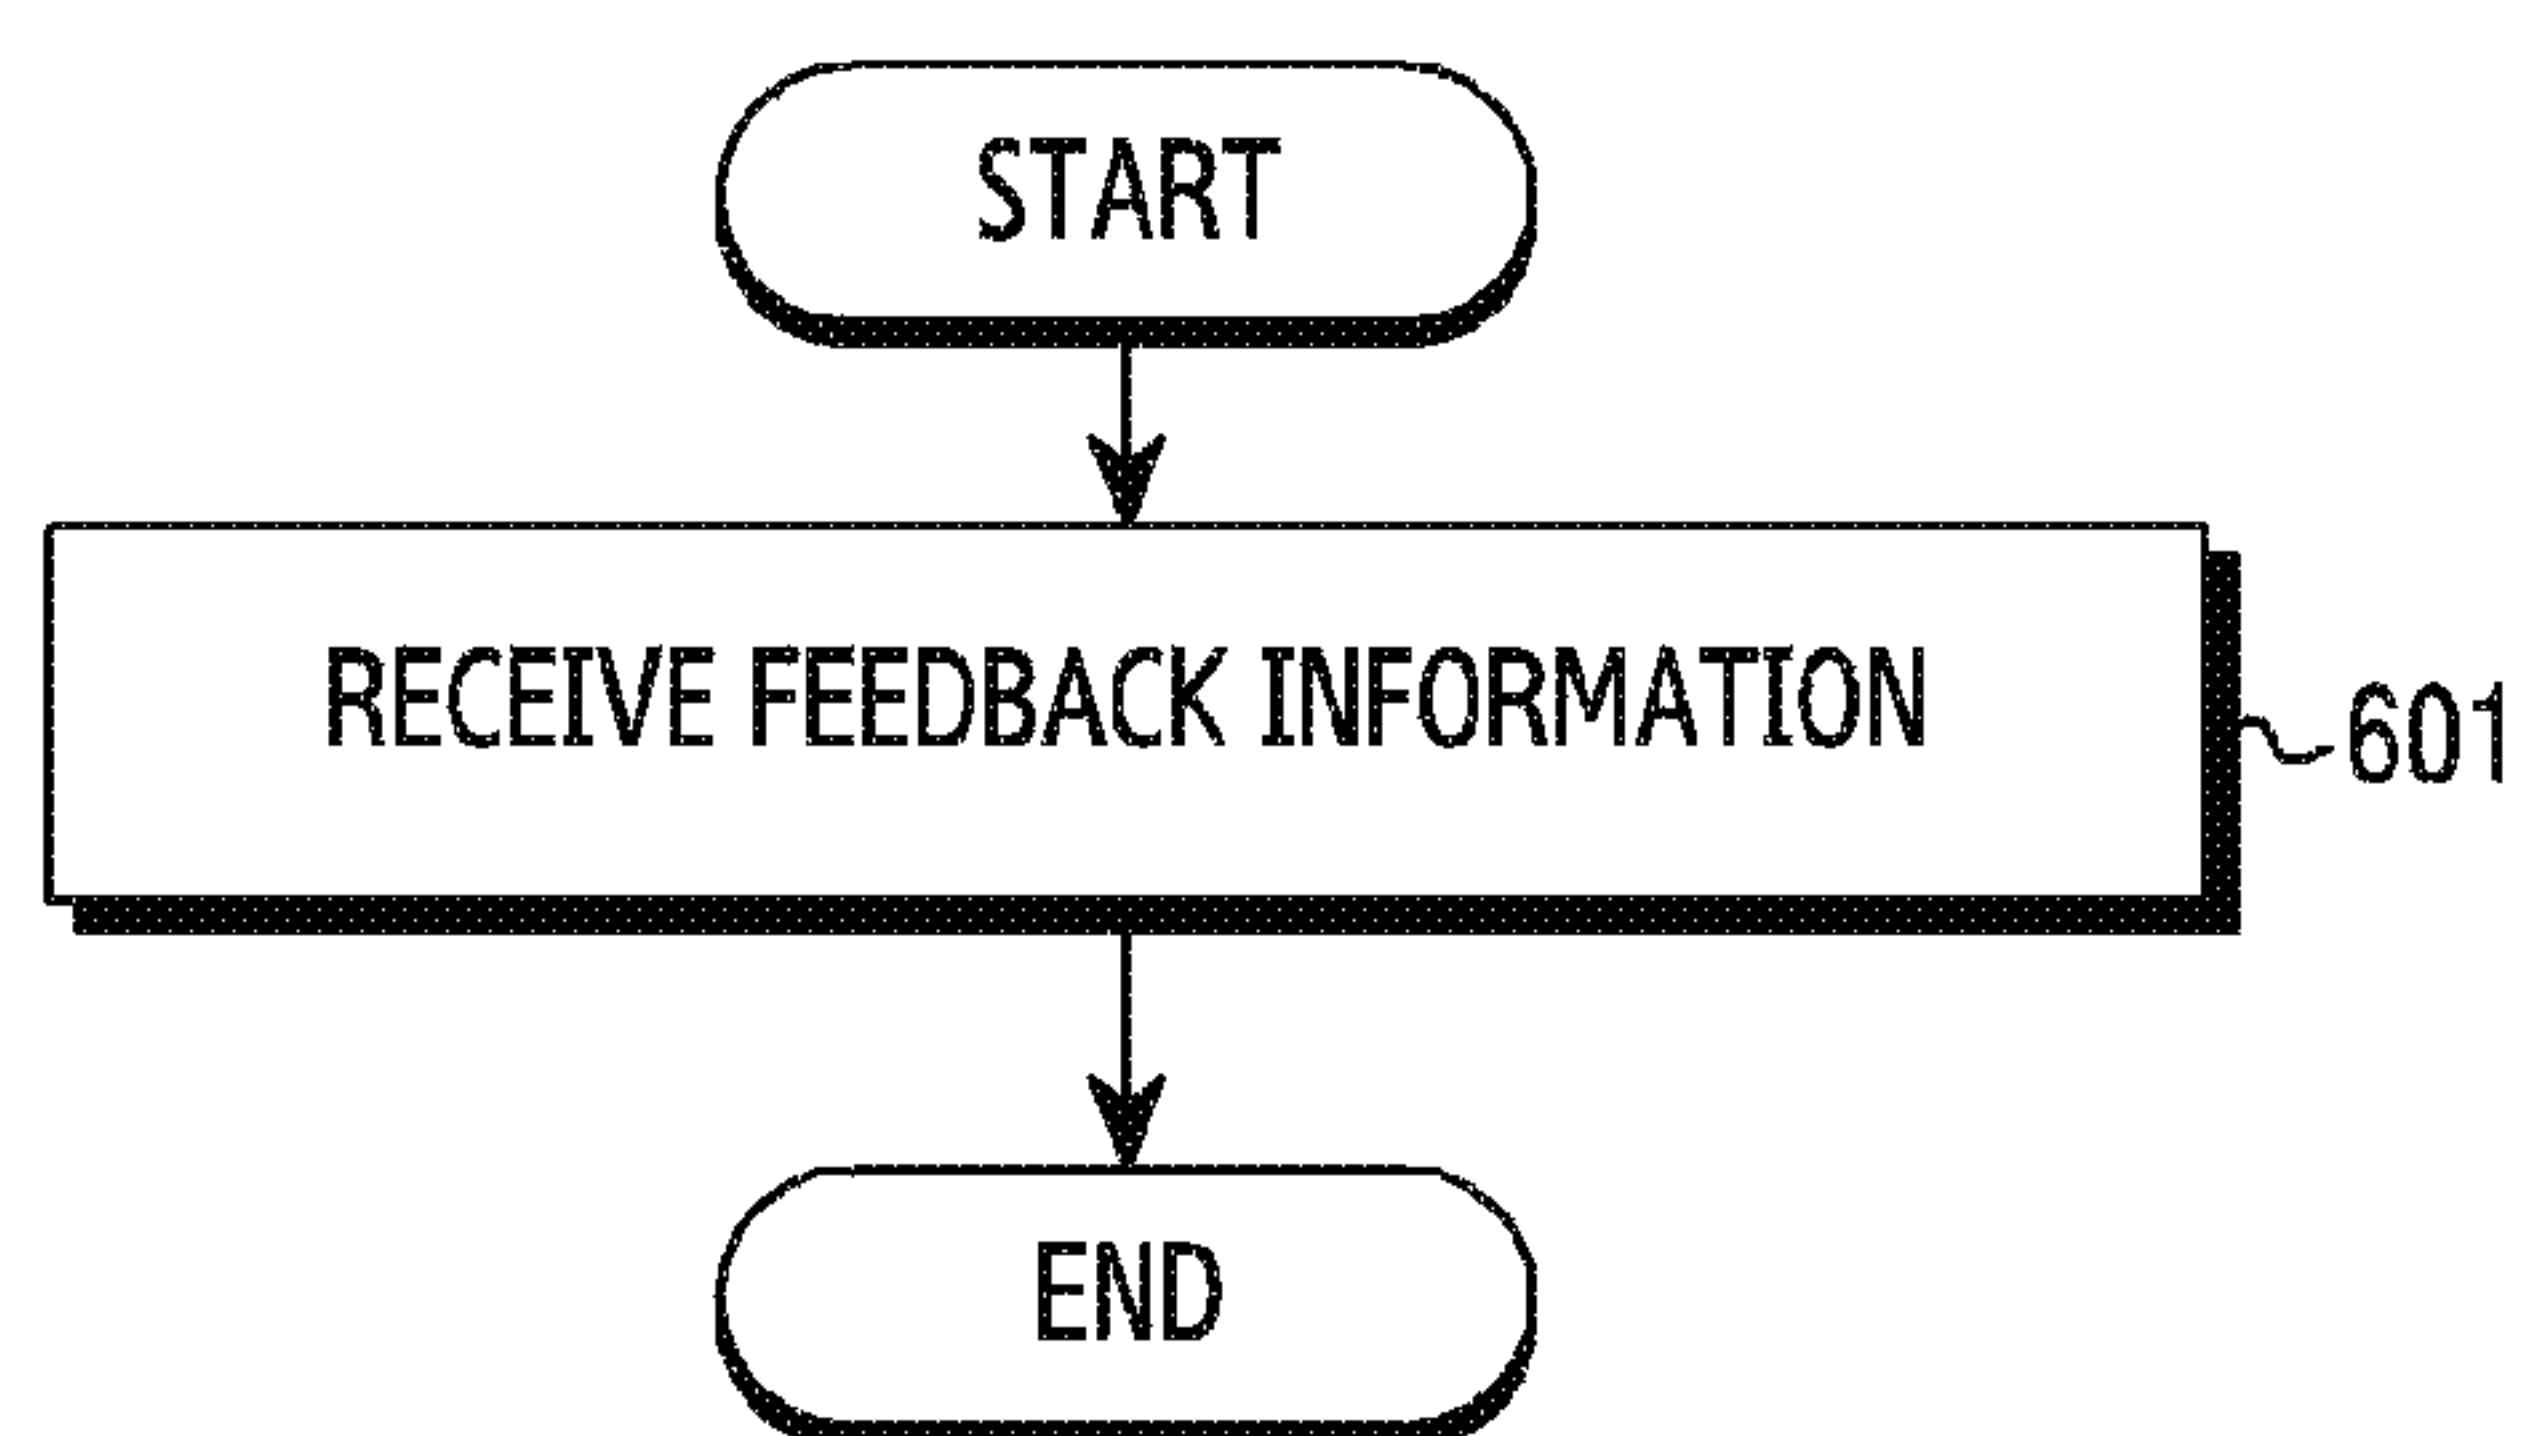 START
RECEIVE FEEDBACK INFORMATION
601
END